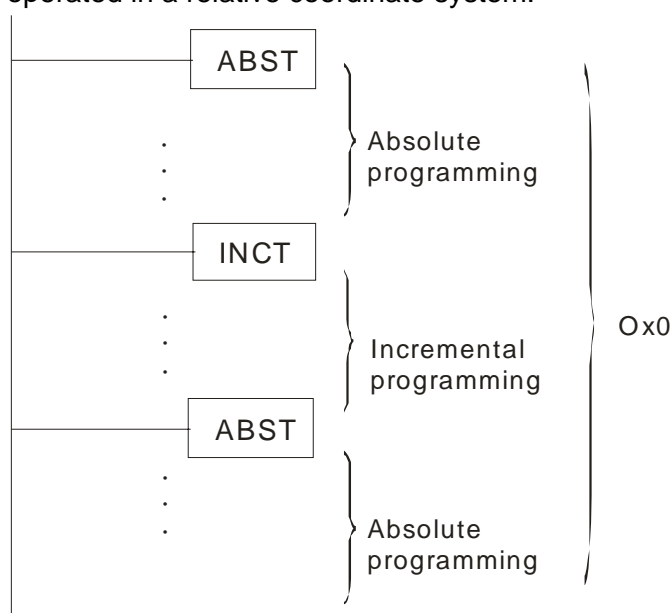 operated in a relative coordinate system.
ABST
Absolute
programming
INCT
Ox0
Incremental
programming
ABST
Absolute
programming